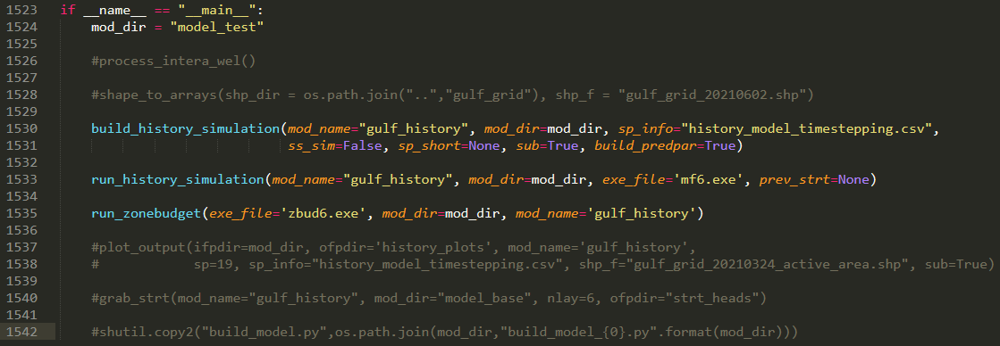 1523 if __name__ == "__main__":
1524     mod_dir = "model_test"
1525
1526     #process_intera_wel()
1527
1528     #shape_to_arrays(shp_dir = os.path.join("..","gulf_grid"), shp_f = "gulf_grid_20210602.shp")
1529
1530     build_history_simulation(mod_name="gulf_history", mod_dir=mod_dir, sp_info="history_model_timestepping.csv",
1531                              ss_sim=False, sp_short=None, sub=True, build_predpar=True)
1532
1533     run_history_simulation(mod_name="gulf_history", mod_dir=mod_dir, exe_file='mf6.exe', prev_strt=None)
1534
1535     run_zonebudget(exe_file='zbud6.exe', mod_dir=mod_dir, mod_name='gulf_history')
1536
1537     #plot_output(ifpdir=mod_dir, ofpdir='history_plots', mod_name='gulf_history',
1538     #            sp=19, sp_info="history_model_timestepping.csv", shp_f="gulf_grid_20210324_active_area.shp", sub=True)
1539
1540     #grab_strt(mod_name="gulf_history", mod_dir="model_base", nlay=6, ofpdir="strt_heads")
1541
1542     #shutil.copy2("build_model.py",os.path.join(mod_dir,"build_model_{0}.py".format(mod_dir)))